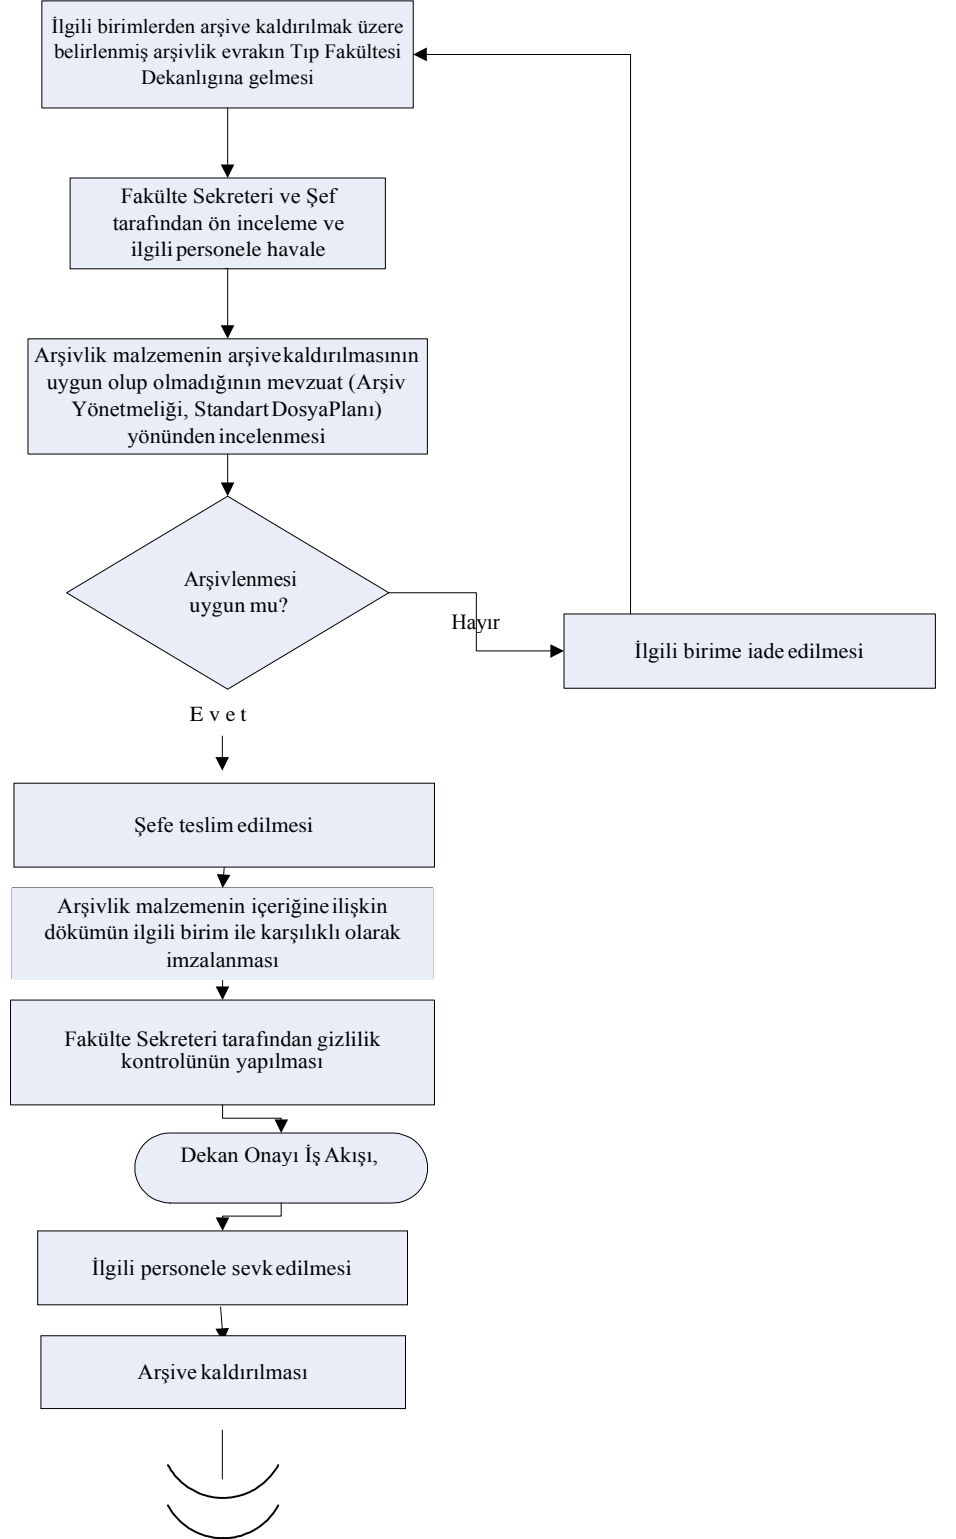 İlgili birimlerden arşive kaldırılmak üzere
belirlenmiş arşivlik evrakın Tıp Fakültesi
Dekanlıgına gelmesi
Fakülte Sekreteri ve Şef
tarafından ön inceleme ve
ilgili personele havale
Arşivlik malzemenin arşive kaldırılmasının
uygun olup olmadığının mevzuat (Arşiv
Yönetmeliği, Standart Dosya Planı)
yönünden incelenmesi
Arşivlenmesi
uygun mu?
Hayır
İlgili birime iade edilmesi
E v e t
Şefe teslim edilmesi
Arşivlik malzemenin içeriğine ilişkin
dökümün ilgili birim ile karşılıklı olarak
imzalanması
Fakülte Sekreteri tarafından gizlilik
kontrolünün yapılması
Dekan Onayı İş Akışı,
İlgili personele sevk edilmesi
Arşive kaldırılması